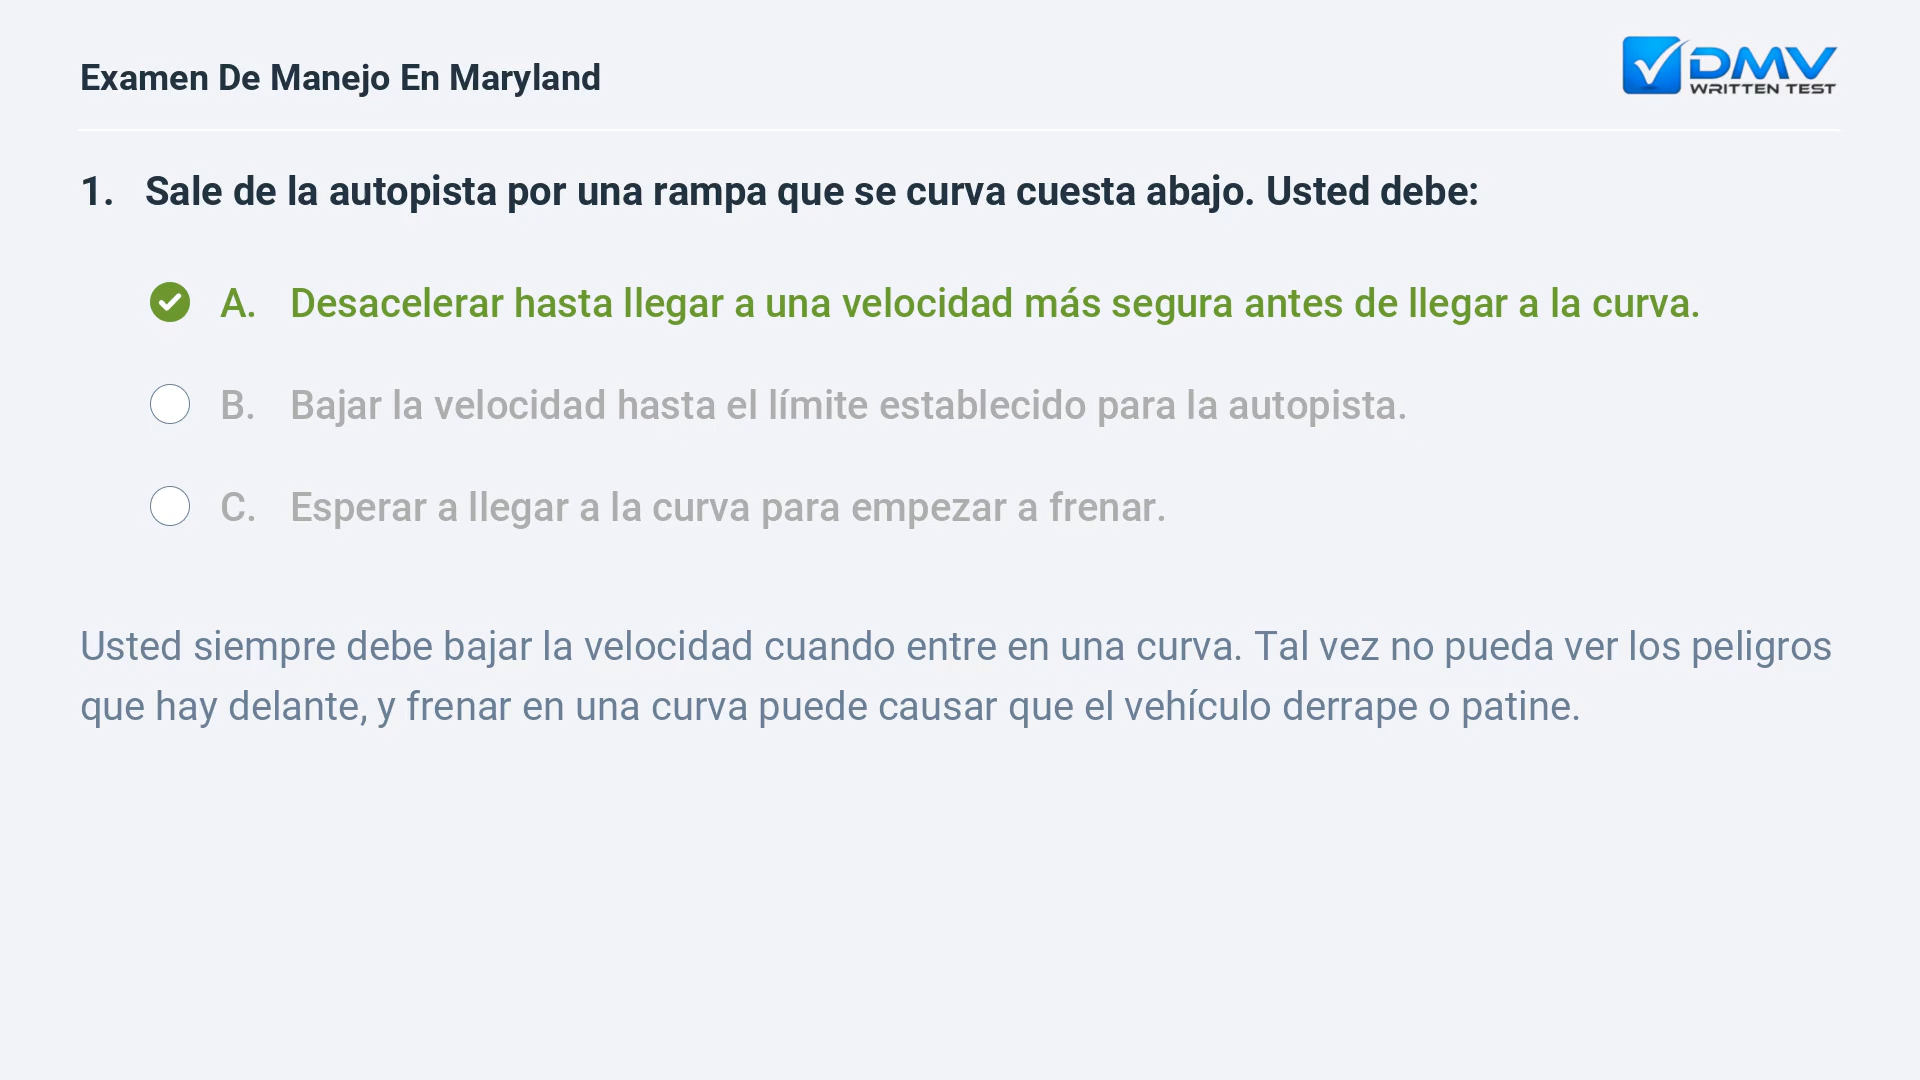 Examen De Manejo En Maryland
DMV
WRITTEN TEST
1. Sale de la autopista por una rampa que se curva cuesta abajo. Usted debe:
A. Desacelerar hasta llegar a una velocidad más segura antes de llegar a la curva.
B. Bajar la velocidad hasta el límite establecido para la autopista.
C. Esperar a llegar a la curva para empezar a frenar.
Usted siempre debe bajar la velocidad cuando entre en una curva. Tal vez no pueda ver los peligros
que hay delante, y frenar en una curva puede causar que el vehículo derrape o patine.